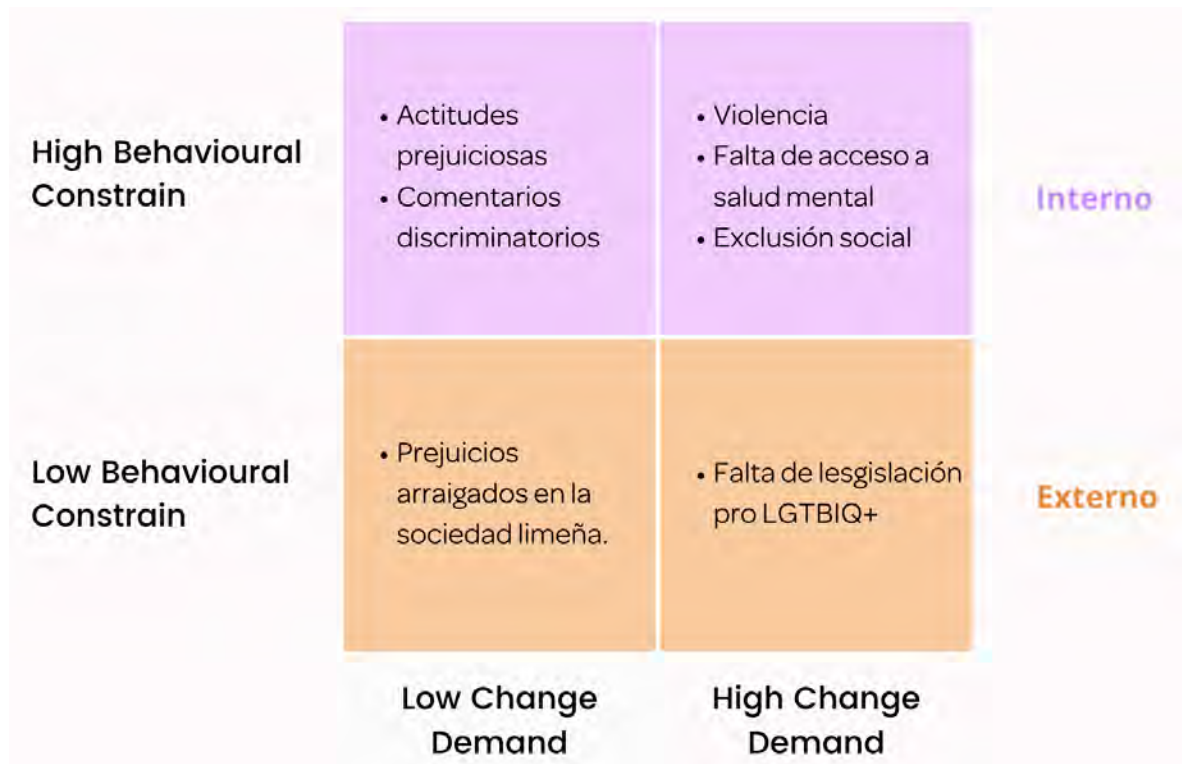 High Behavioural
Constrain
• Actitudes
prejuiciosas
• Comentarios
discriminatorios
• Violencia
• Falta de acceso a
salud mental
• Exclusión social
Interno
Low Behavioural
Constrain
• Prejuicios
arraigados en la
sociedad limeña.
• Falta de lesgislación
pro LGTBIQ+
Externo
Low Change
Demand
High Change
Demand